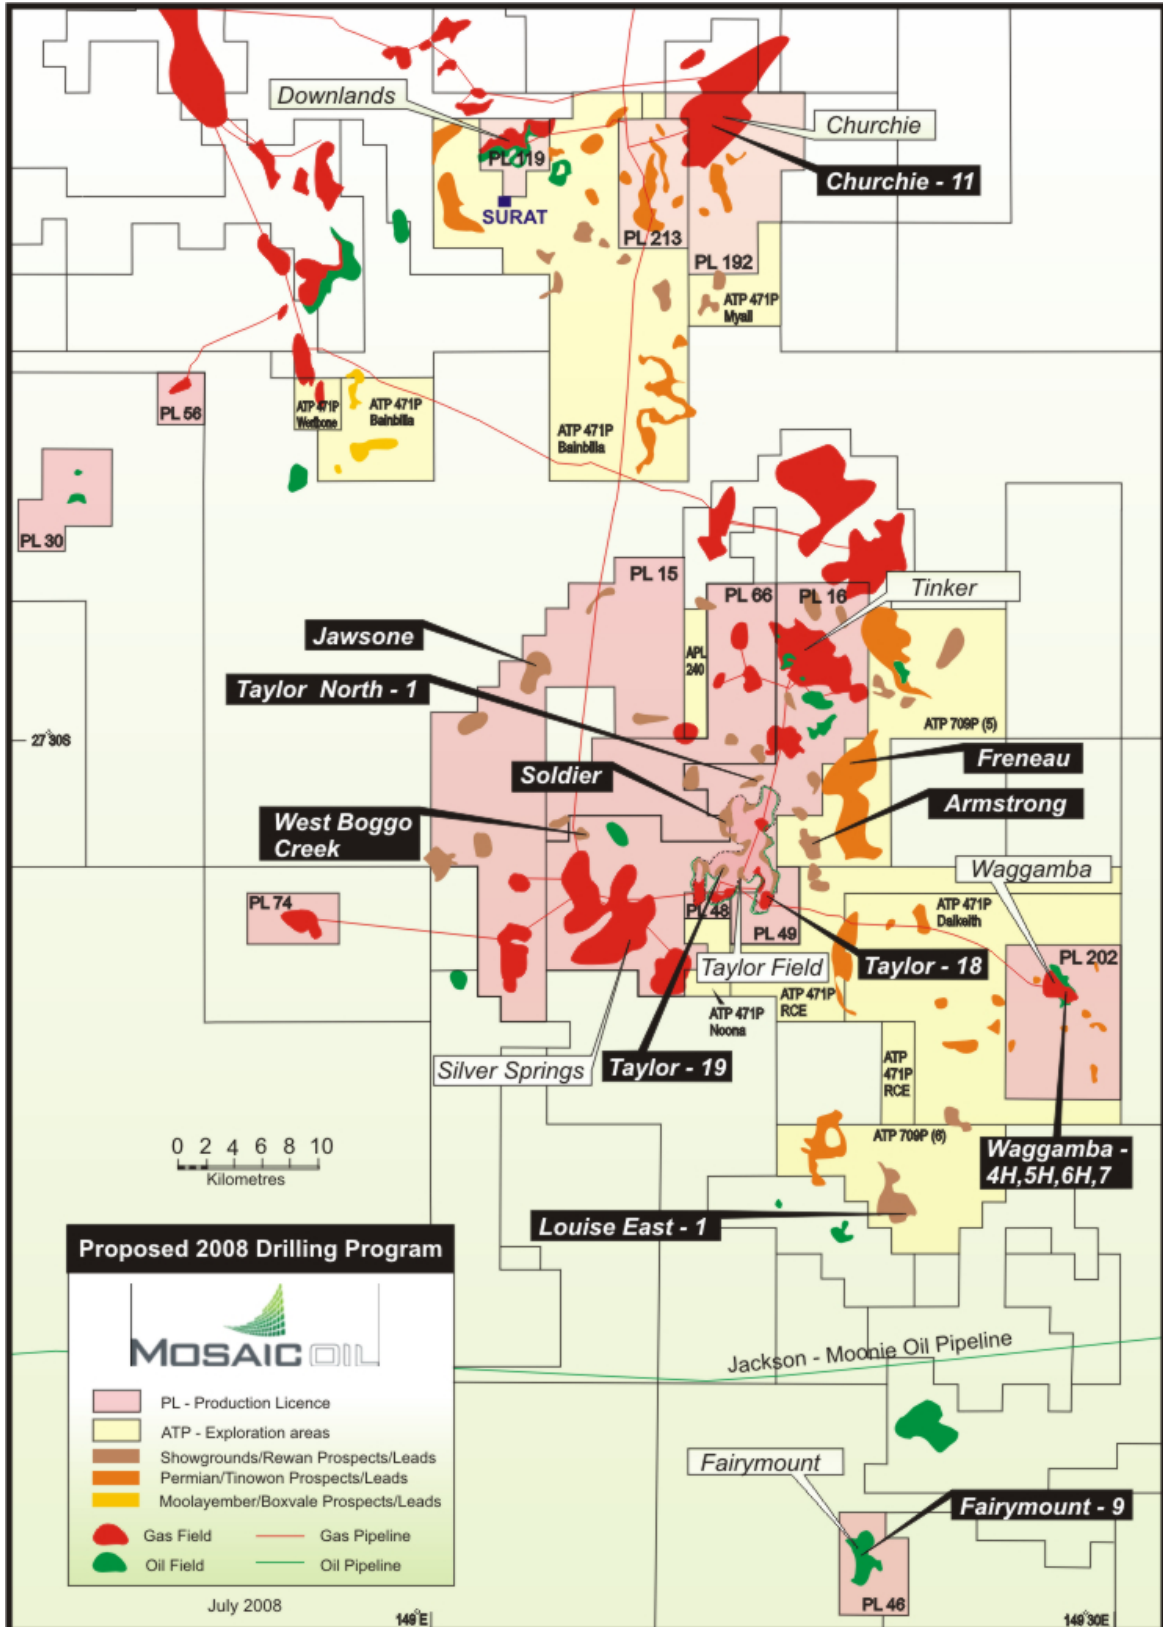 Downlands
Churchie
Churchie - 11
PL 119
SURAT
PL 213
PL 192
ATP 471P
Myall
PL 56
ATP 471P
Weribone
ATP 471P
Bainbilla
ATP 471P
Bainbilla
PL 30
PL 15
PL 66
PL 16
Tinker
Jawsone
APL
240
Taylor North - 1
ATP 709P (5)
27 30S
Freneau
Soldier
Armstrong
West Boggo
Creek
Waggamba
PL 74
PL 48
ATP 471P
Dalkeith
PL 49
PL 202
Taylor Field
Taylor - 18
ATP 471P
RCE
ATP 471P
Noona
Silver Springs
Taylor - 19
ATP
471P
RCE
ATP 709P (6)
0 2 4 6 8 10
Kilometres
Waggamba -
4H,5H,6H,7
Louise East - 1
Proposed 2008 Drilling Program
MOSAIC OIL
Jackson - Moonie Oil Pipeline
PL - Production Licence
ATP - Exploration areas
Showgrounds/Rewan Prospects/Leads
Permian/Tinowon Prospects/Leads
Moolayember/Boxvale Prospects/Leads
Gas Field
Gas Pipeline
Oil Field
Oil Pipeline
Fairymount
Fairymount - 9
PL 46
July 2008
149°E
149°30E